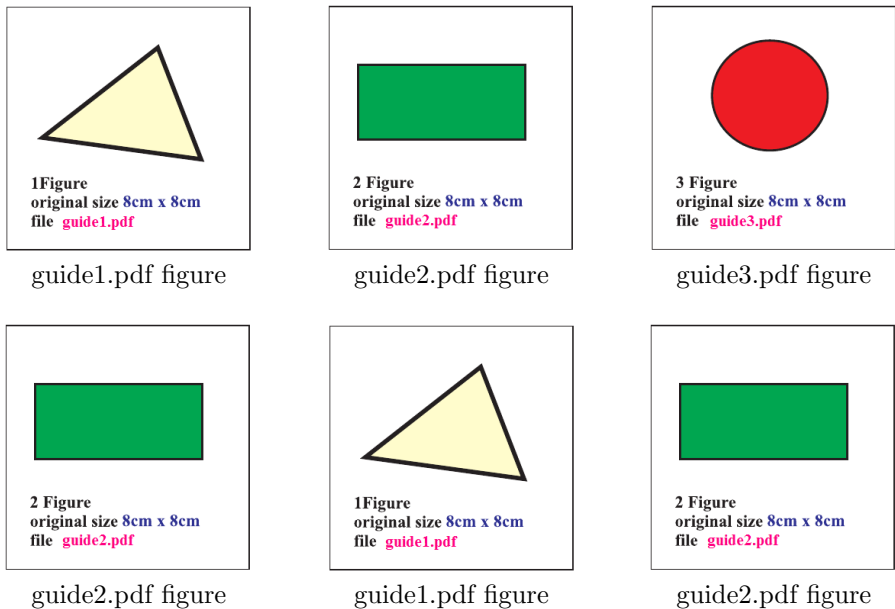 1Figure
original size 8cm x 8cm
file guide1.pdf
guide1.pdf figure
2 Figure
original size 8cm x 8cm
file guide2.pdf
guide2.pdf figure
3 Figure
original size 8cm x 8cm
file guide3.pdf
guide3.pdf figure
2 Figure
original size 8cm x 8cm
file guide2.pdf
guide2.pdf figure
1Figure
original size 8cm x 8cm
file guide1.pdf
guide1.pdf figure
2 Figure
original size 8cm x 8cm
file guide2.pdf
guide2.pdf figure